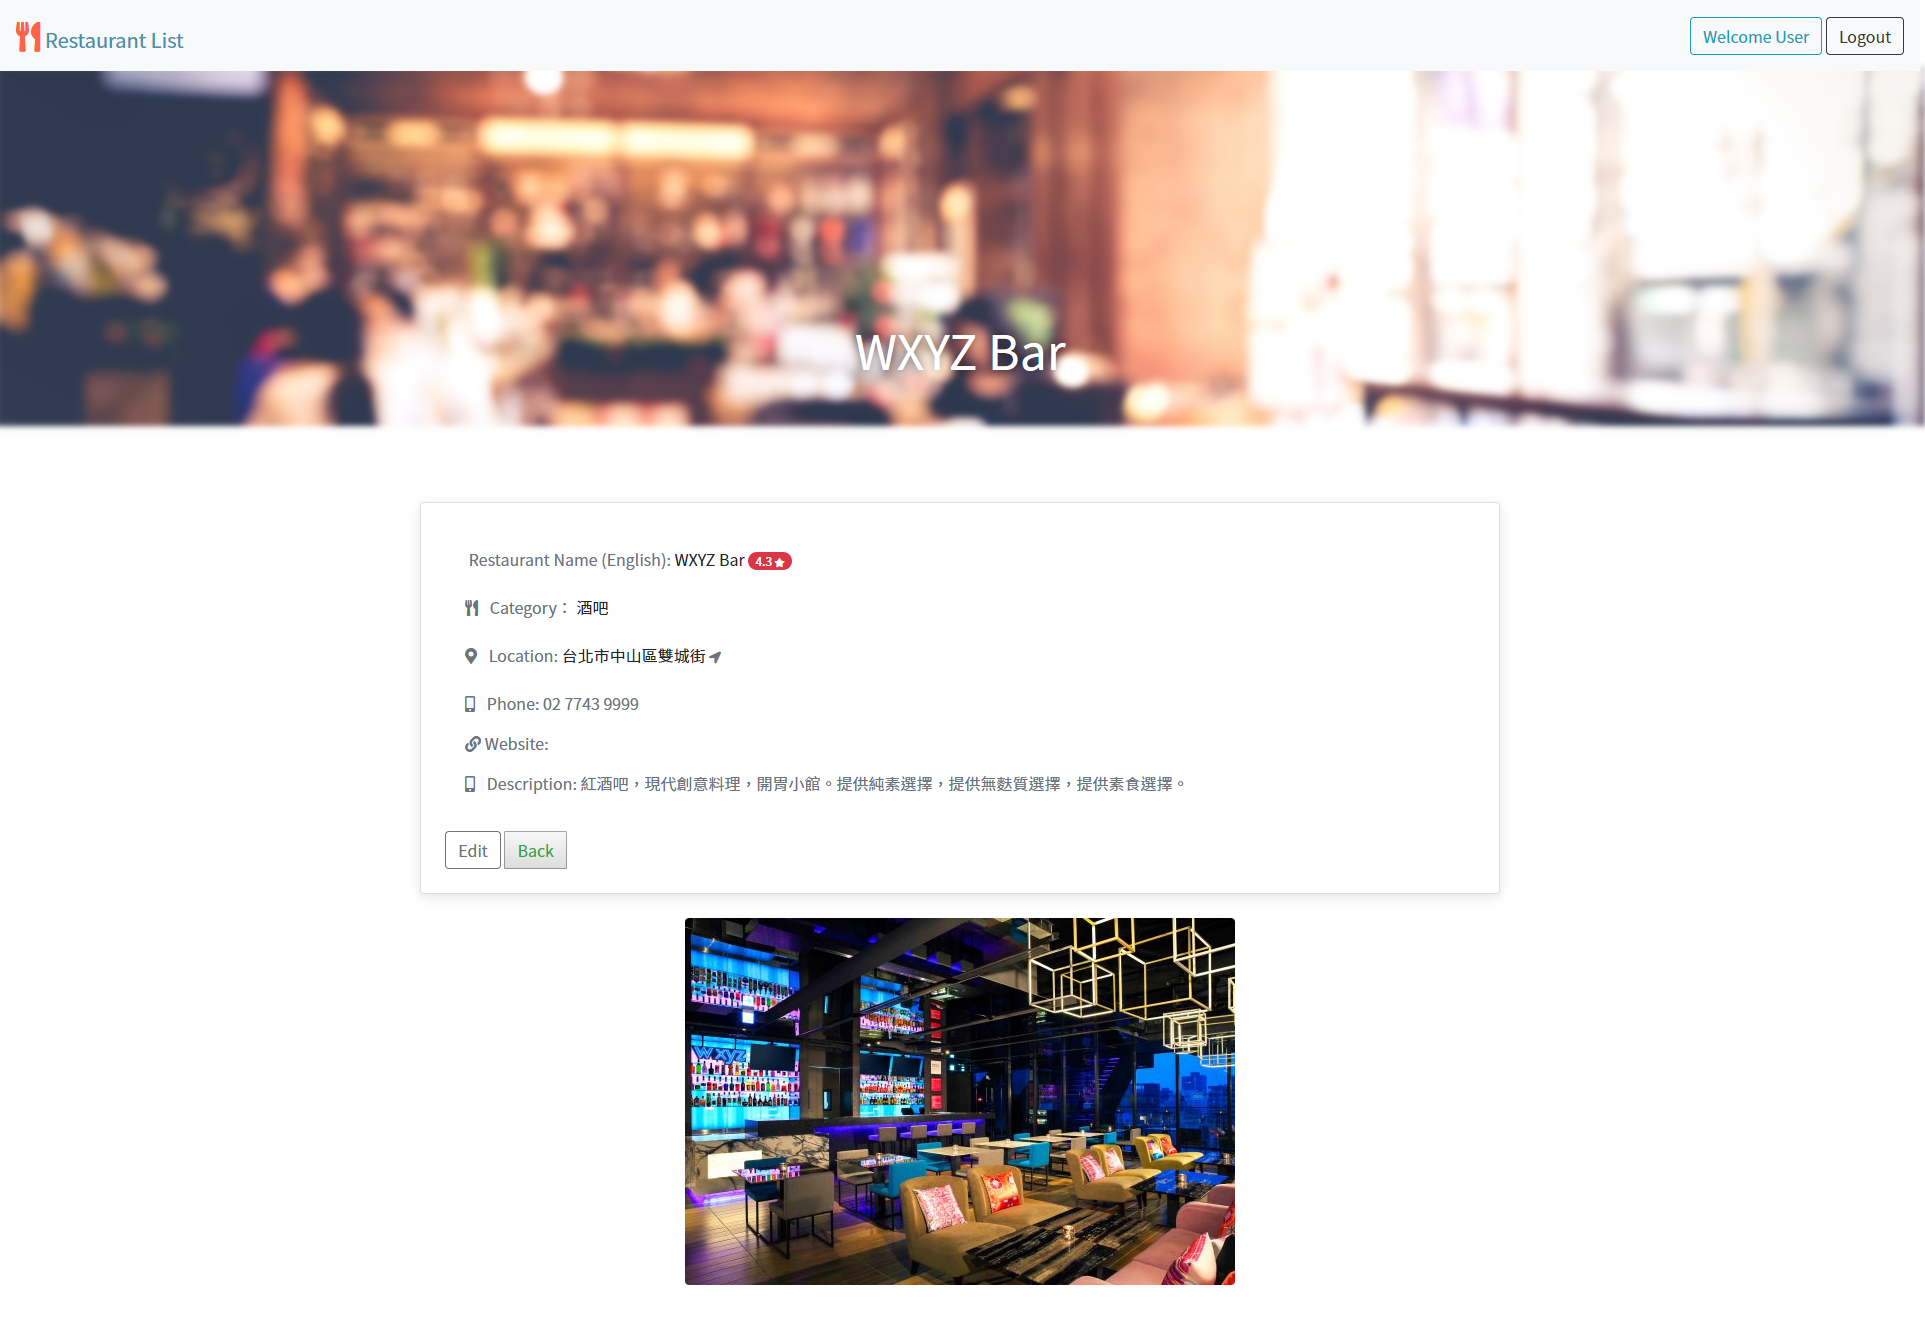 Restaurant List
Welcome User
Logout
WXYZ Bar
Restaurant Name (English): WXYZ Bar 4.3
Category： 酒吧
Location: 台北市中山區雙城街
Phone: 02 7743 9999
Website:
Description: 紅酒吧，現代創意料理，開胃小館。提供純素選擇，提供無麩質選擇，提供素食選擇。
Edit
Back
W xyz